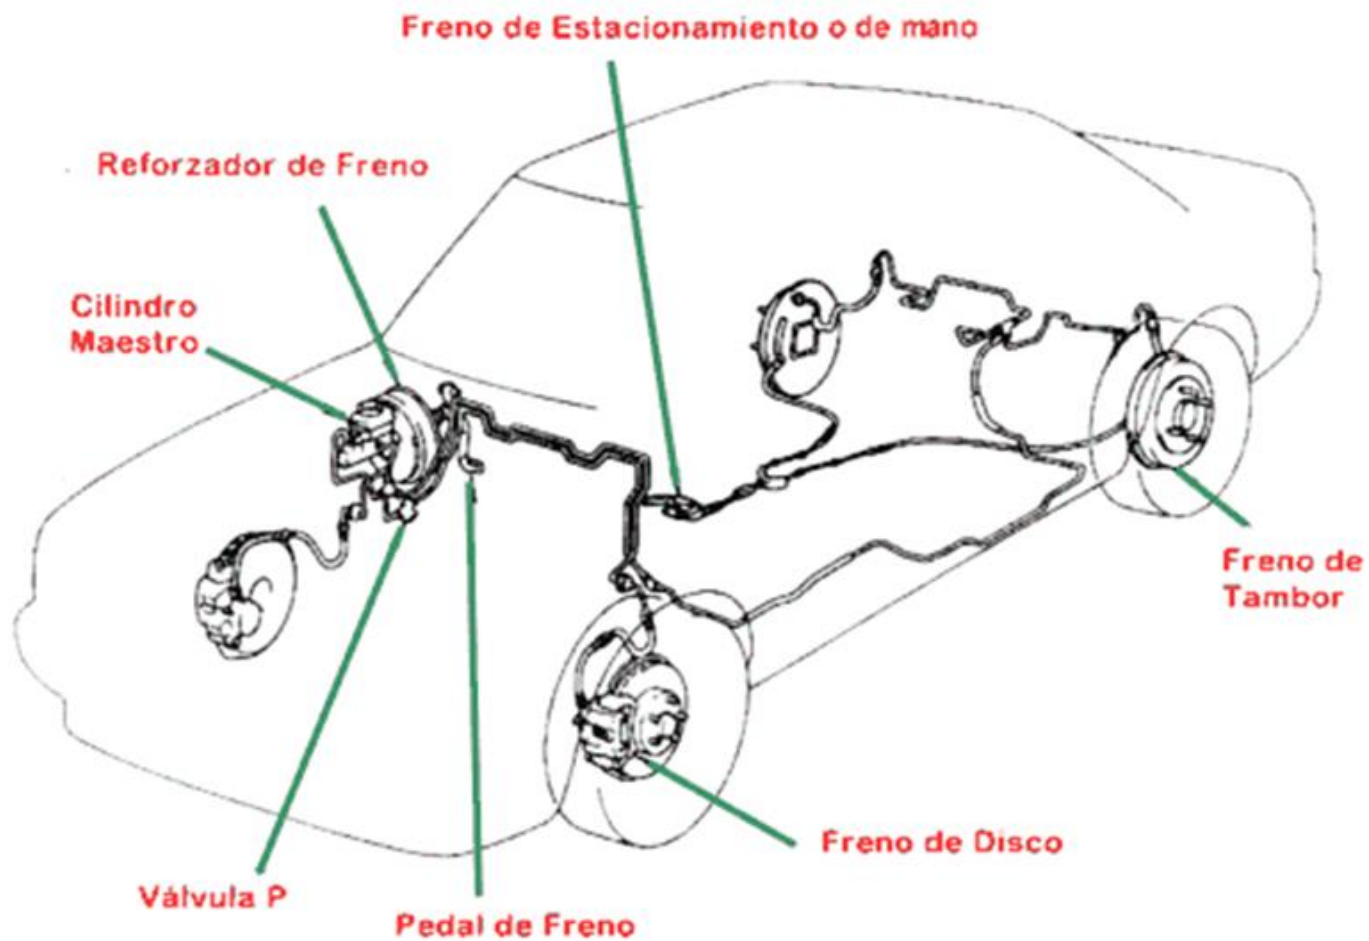 Freno de Estacionamiento o de mano
Reforzador de Freno
Cilindro
Maestro
Freno de
Tambor
Freno de Disco
Válvula P
Pedal de Freno